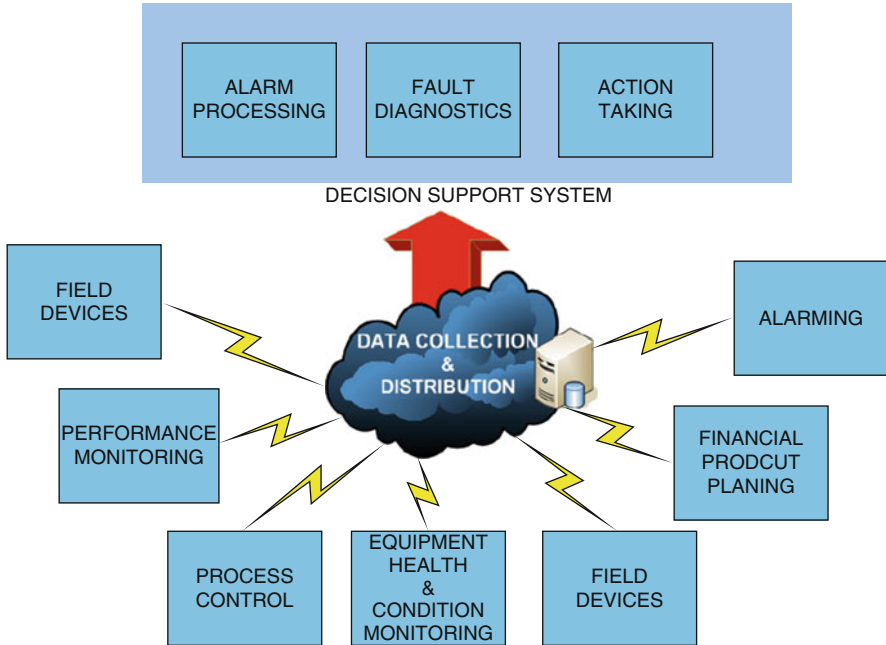 ALARM
PROCESSING
FAULT
DIAGNOSTICS
ACTION
TAKING
DECISION SUPPORT SYSTEM
FIELD
DEVICES
DATA COLLECTION
&
DISTRIBUTION
ALARMING
PERFORMANCE
MONITORING
FINANCIAL
PRODCUT
PLANING
PROCESS
CONTROL
EQUIPMENT
HEALTH
&
CONDITION
MONITORING
FIELD
DEVICES